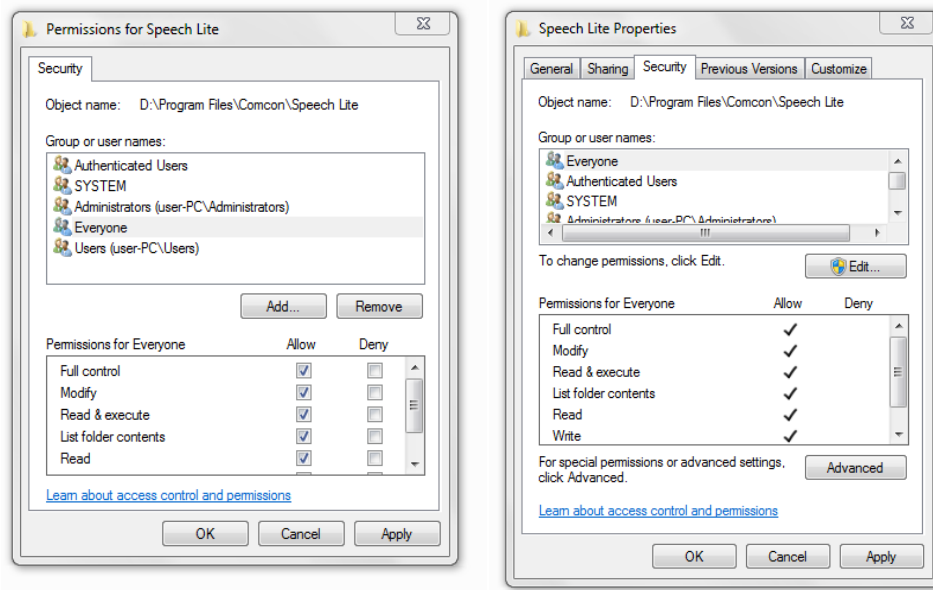 Permissions for Speech Lite
Security
Object name: D:\Program Files\Comcon\Speech Lite
Group or user names:
Authenticated Users
SYSTEM
Administrators (user-PC\Administrators)
Everyone
Users (user-PC\Users)
Add... Remove
Permissions for Everyone Allow Deny
Full control
Modify
Read & execute
List folder contents
Read
Learn about access control and permissions
OK Cancel Apply
Speech Lite Properties
General Sharing Security Previous Versions Customize
Object name: D:\Program Files\Comcon\Speech Lite
Group or user names:
Everyone
Authenticated Users
SYSTEM
Administrators (user-PC\Administrators)
To change permissions, click Edit.
Edit...
Permissions for Everyone Allow Deny
Full control
Modify
Read & execute
List folder contents
Read
Write
For special permissions or advanced settings,
click Advanced.
Advanced
Learn about access control and permissions
OK Cancel Apply